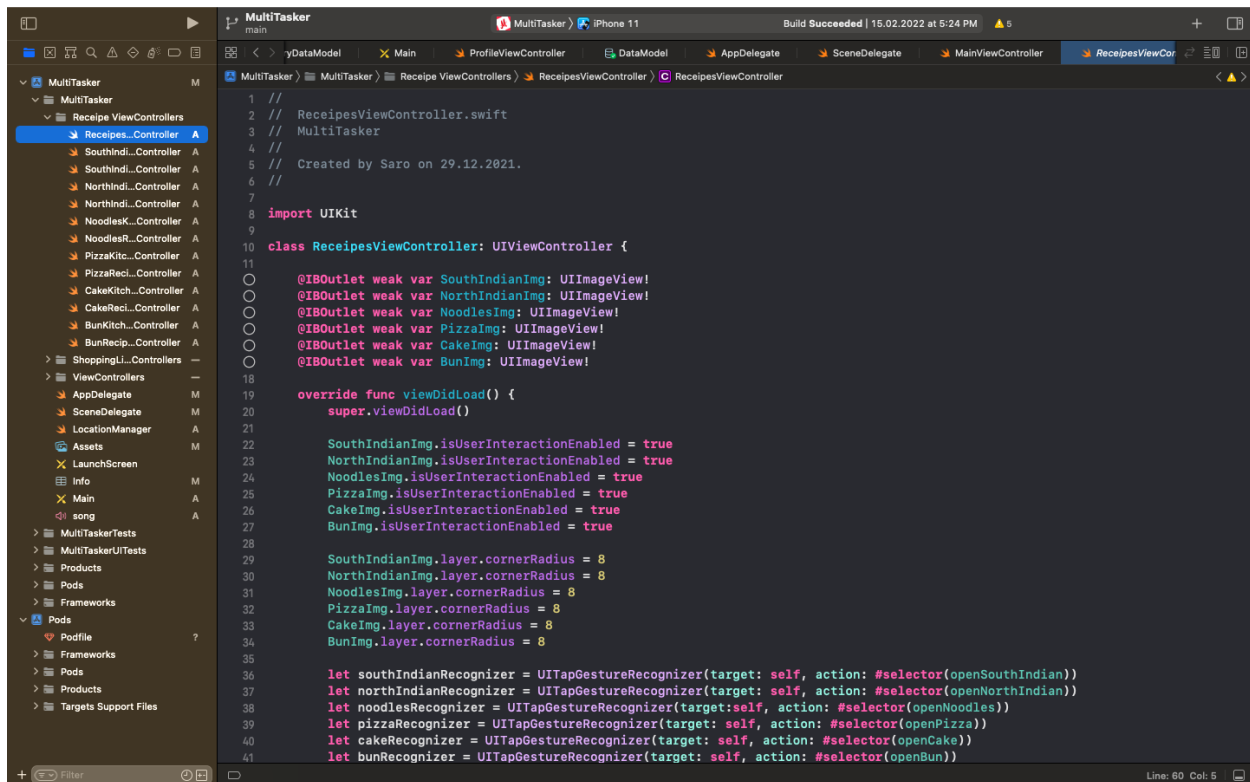 MultiTasker
main
MultiTasker 〉 iPhone 11
Build Succeeded | 15.02.2022 at 5:24 PM
5
yDataModel
Main
ProfileViewController
DataModel
AppDelegate
SceneDelegate
MainViewController
ReceipesViewCor
MultiTasker 〉 MultiTasker 〉 Receipe ViewControllers 〉 ReceipesViewController 〉 C ReceipesViewController
MultiTasker M
MultiTasker
Receipe ViewControllers
Receipes...Controller A
SouthIndi...Controller A
SouthIndi...Controller A
NorthIndi...Controller A
NorthIndi...Controller A
NoodlesK...Controller A
NoodlesR...Controller A
PizzaKitc...Controller A
PizzaReci...Controller A
CakeKitch...Controller A
CakeReci...Controller A
BunKitch...Controller A
BunRecip...Controller A
ShoppingLi...Controllers —
ViewControllers —
AppDelegate M
SceneDelegate M
LocationManager A
Assets M
LaunchScreen
Info M
Main A
song A
MultiTaskerTests
MultiTaskerUITests
Products
Pods
Frameworks
Pods
Podfile ?
Frameworks
Pods
Products
Targets Support Files
Filter
1 //
2 //  ReceipesViewController.swift
3 //  MultiTasker
4 //
5 //  Created by Saro on 29.12.2021.
6 //
7
8 import UIKit
9
10 class ReceipesViewController: UIViewController {
11
@IBOutlet weak var SouthIndianImg: UIImageView!
@IBOutlet weak var NorthIndianImg: UIImageView!
@IBOutlet weak var NoodlesImg: UIImageView!
@IBOutlet weak var PizzaImg: UIImageView!
@IBOutlet weak var CakeImg: UIImageView!
@IBOutlet weak var BunImg: UIImageView!
18
19 override func viewDidLoad() {
20 super.viewDidLoad()
21
22 SouthIndianImg.isUserInteractionEnabled = true
23 NorthIndianImg.isUserInteractionEnabled = true
24 NoodlesImg.isUserInteractionEnabled = true
25 PizzaImg.isUserInteractionEnabled = true
26 CakeImg.isUserInteractionEnabled = true
27 BunImg.isUserInteractionEnabled = true
28
29 SouthIndianImg.layer.cornerRadius = 8
30 NorthIndianImg.layer.cornerRadius = 8
31 NoodlesImg.layer.cornerRadius = 8
32 PizzaImg.layer.cornerRadius = 8
33 CakeImg.layer.cornerRadius = 8
34 BunImg.layer.cornerRadius = 8
35
36 let southIndianRecognizer = UITapGestureRecognizer(target: self, action: #selector(openSouthIndian))
37 let northIndianRecognizer = UITapGestureRecognizer(target: self, action: #selector(openNorthIndian))
38 let noodlesRecognizer = UITapGestureRecognizer(target:self, action: #selector(openNoodles))
39 let pizzaRecognizer = UITapGestureRecognizer(target: self, action: #selector(openPizza))
40 let cakeRecognizer = UITapGestureRecognizer(target: self, action: #selector(openCake))
41 let bunRecognizer = UITapGestureRecognizer(target: self, action: #selector(openBun))
Line: 60 Col: 5